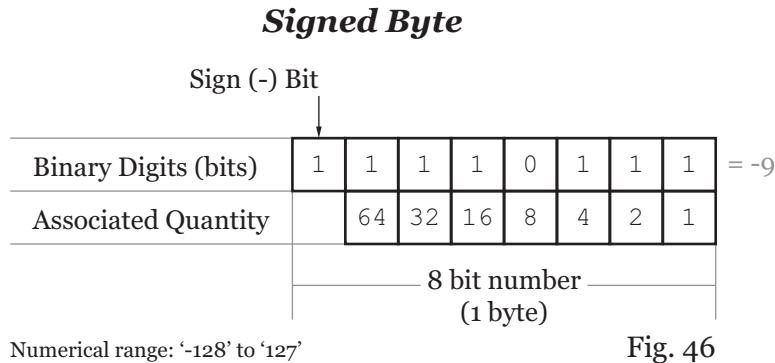 Signed Byte
Sign (-) Bit
Binary Digits (bits) 1 1 1 1 0 1 1 1 = -9
Associated Quantity 64 32 16 8 4 2 1
8 bit number
(1 byte)
Numerical range: ‘-128’ to ‘127’ Fig. 46